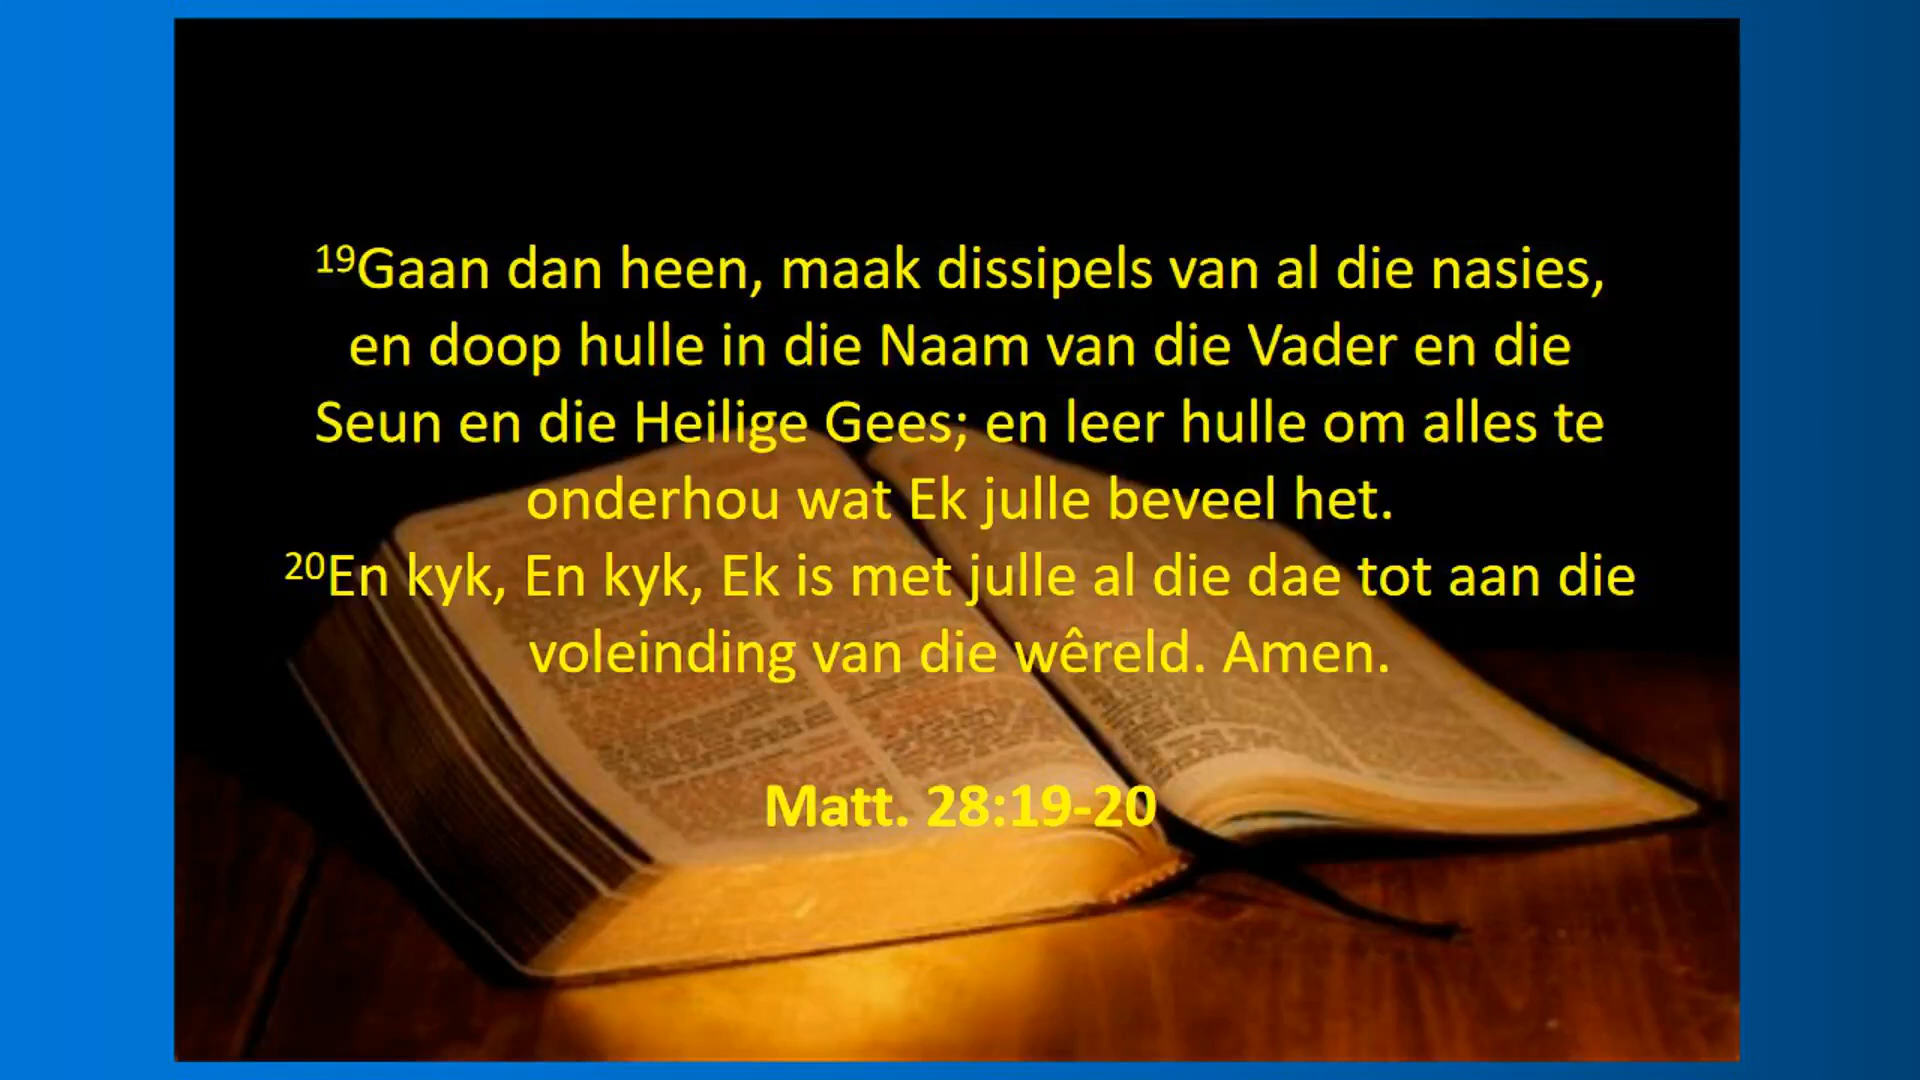 19Gaan dan heen, maak dissipels van al die nasies,
en doop hulle in die Naam van die Vader en die
Seun en die Heilige Gees; en leer hulle om alles te
onderhou wat Ek julle beveel het.
20En kyk, En kyk, Ek is met julle al die dae tot aan die
voleinding van die wêreld. Amen.
Matt. 28:19-20